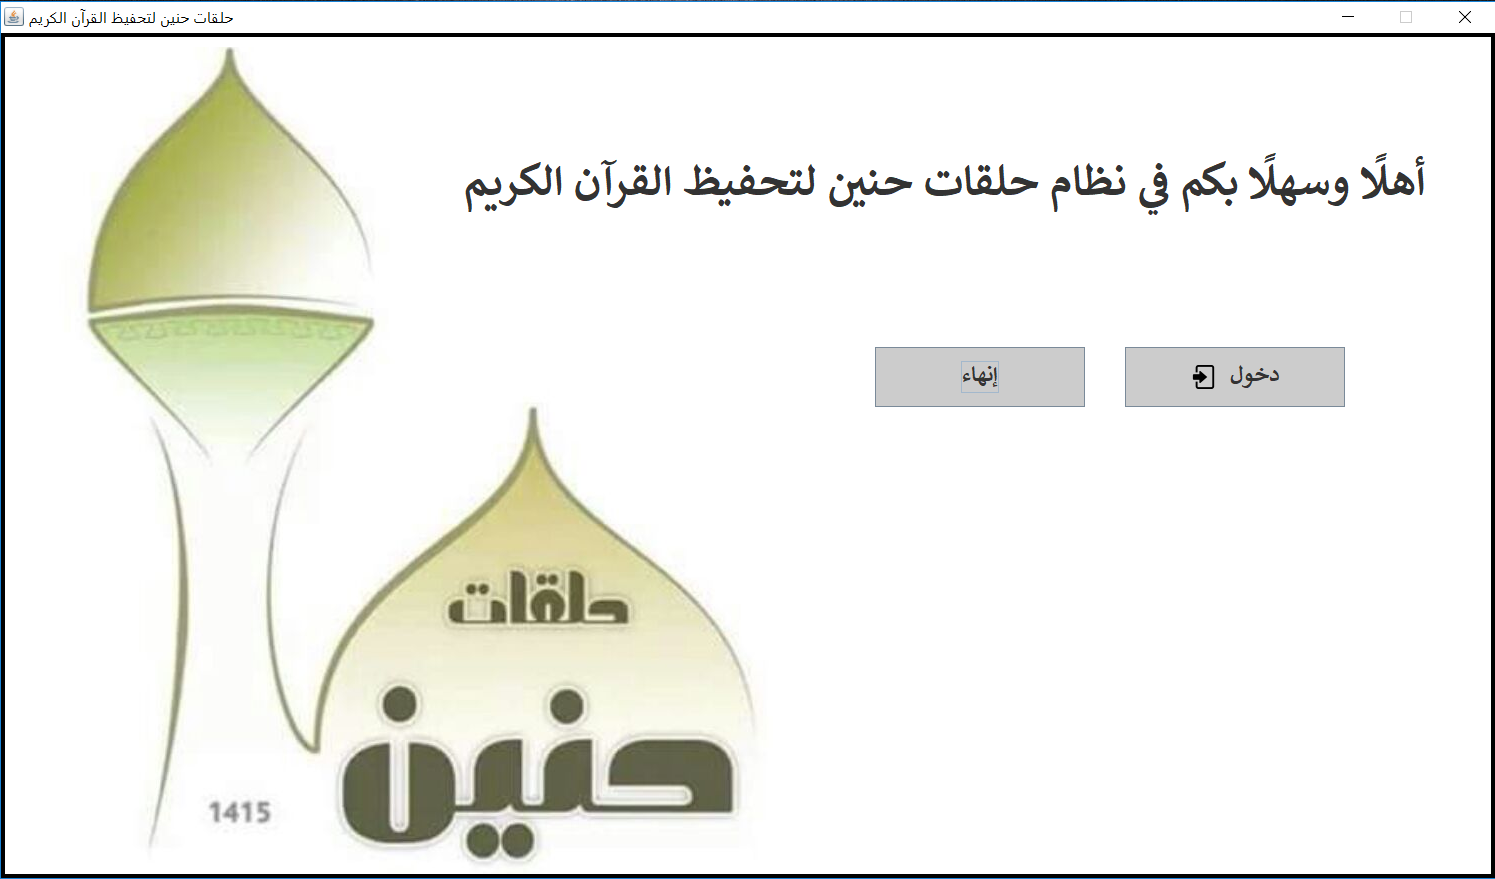 حلقات حنين لتحفيظ القرآن الكريم
أهلًا وسهلًا بكم في نظام حلقات حنين لتحفيظ القرآن الكريم
دخول
إنهاء
حلقات
حنين
1415